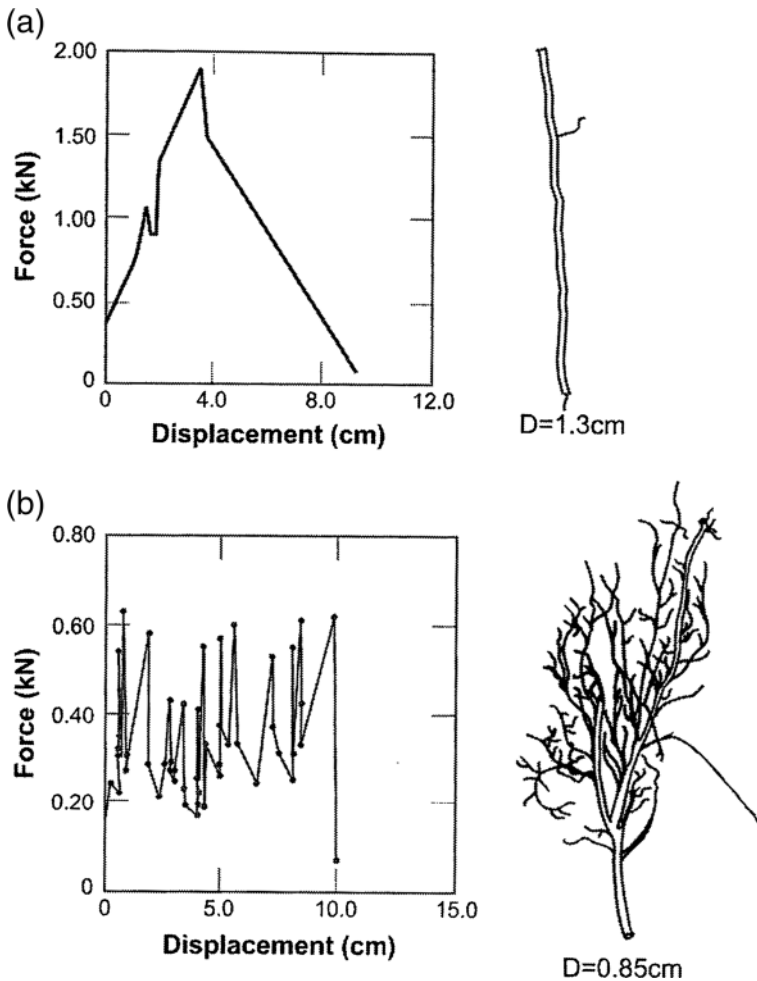 (a)
2.00
1.50
1.00
0.50
0
Force (kN)
0 4.0 8.0 12.0
Displacement (cm)
D=1.3cm
(b)
0.80
0.60
0.40
0.20
0
Force (kN)
0 5.0 10.0 15.0
Displacement (cm)
D=0.85cm